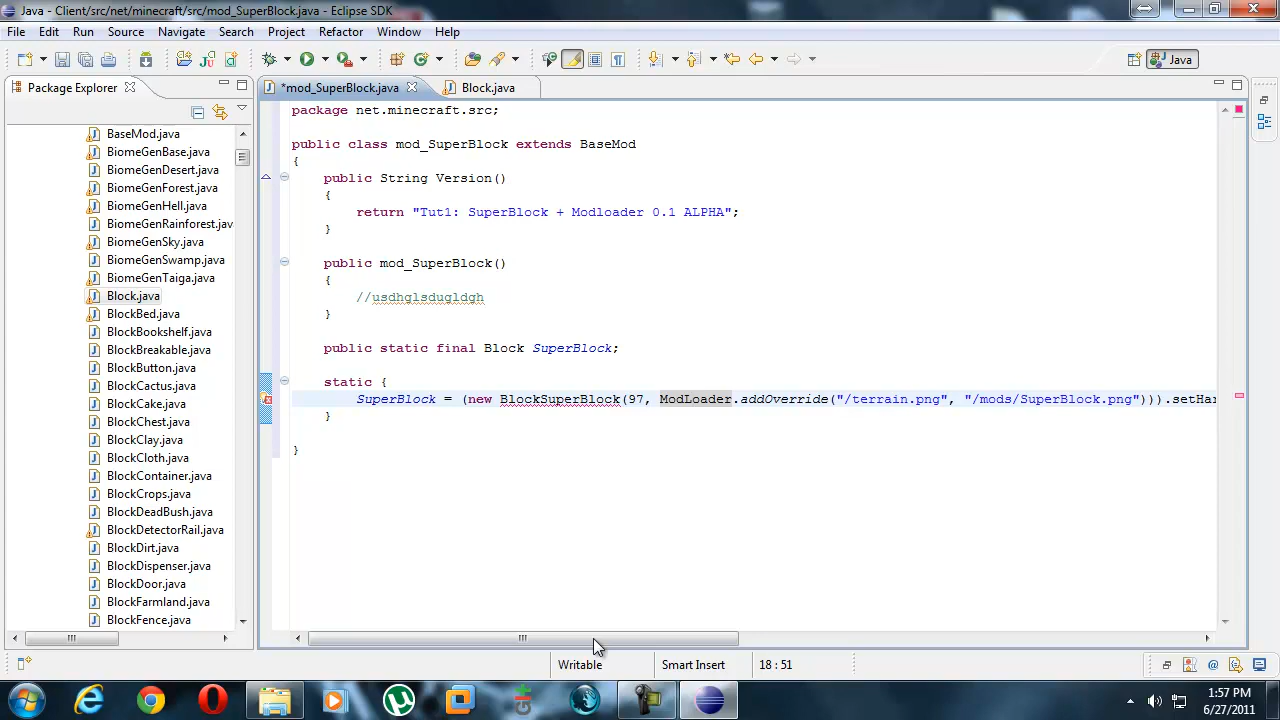 Java - Client/src/net/minecraft/src/mod_SuperBlock.java - Eclipse SDK
File Edit Run Source Navigate Search Project Refactor Window Help
Java
Package Explorer
*mod_SuperBlock.java
Block.java
BaseMod.java
BiomeGenBase.java
BiomeGenDesert.java
BiomeGenForest.java
BiomeGenHell.java
BiomeGenRainforest.jav
BiomeGenSky.java
BiomeGenSwamp.java
BiomeGenTaiga.java
Block.java
BlockBed.java
BlockBookshelf.java
BlockBreakable.java
BlockButton.java
BlockCactus.java
BlockCake.java
BlockChest.java
BlockClay.java
BlockCloth.java
BlockContainer.java
BlockCrops.java
BlockDeadBush.java
BlockDetectorRail.java
BlockDirt.java
BlockDispenser.java
BlockDoor.java
BlockFarmland.java
BlockFence.java
package net.minecraft.src;
public class mod_SuperBlock extends BaseMod
{
public String Version()
{
return "Tut1: SuperBlock + Modloader 0.1 ALPHA";
}
public mod_SuperBlock()
{
//usdhglsdugldgh
}
public static final Block SuperBlock;
static {
SuperBlock = (new BlockSuperBlock(97, ModLoader.addOverride("/terrain.png", "/mods/SuperBlock.png"))).setHar
}
}
Writable
Smart Insert
18 : 51
1:57 PM
6/27/2011